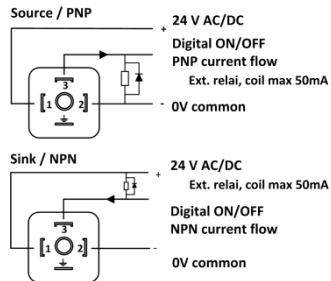 Source / PNP
+ 24 V AC/DC
Digital ON/OFF
PNP current flow
Ext. relai, coil max 50mA
3
1 2
- 0V common
Sink / NPN
+ 24 V AC/DC
Ext. relai, coil max 50mA
Digital ON/OFF
NPN current flow
3
1 2
- 0V common